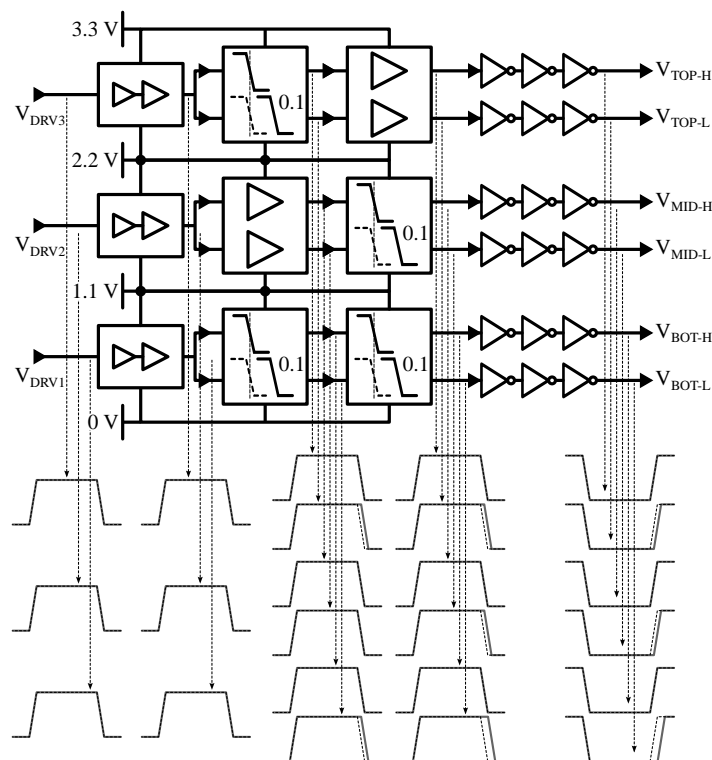 3.3 V
V_TOP-H
0.1
V_DRV3
V_TOP-L
2.2 V
V_MID-H
V_DRV2
0.1
V_MID-L
1.1 V
V_BOT-H
0.1
0.1
V_DRV1
V_BOT-L
0 V